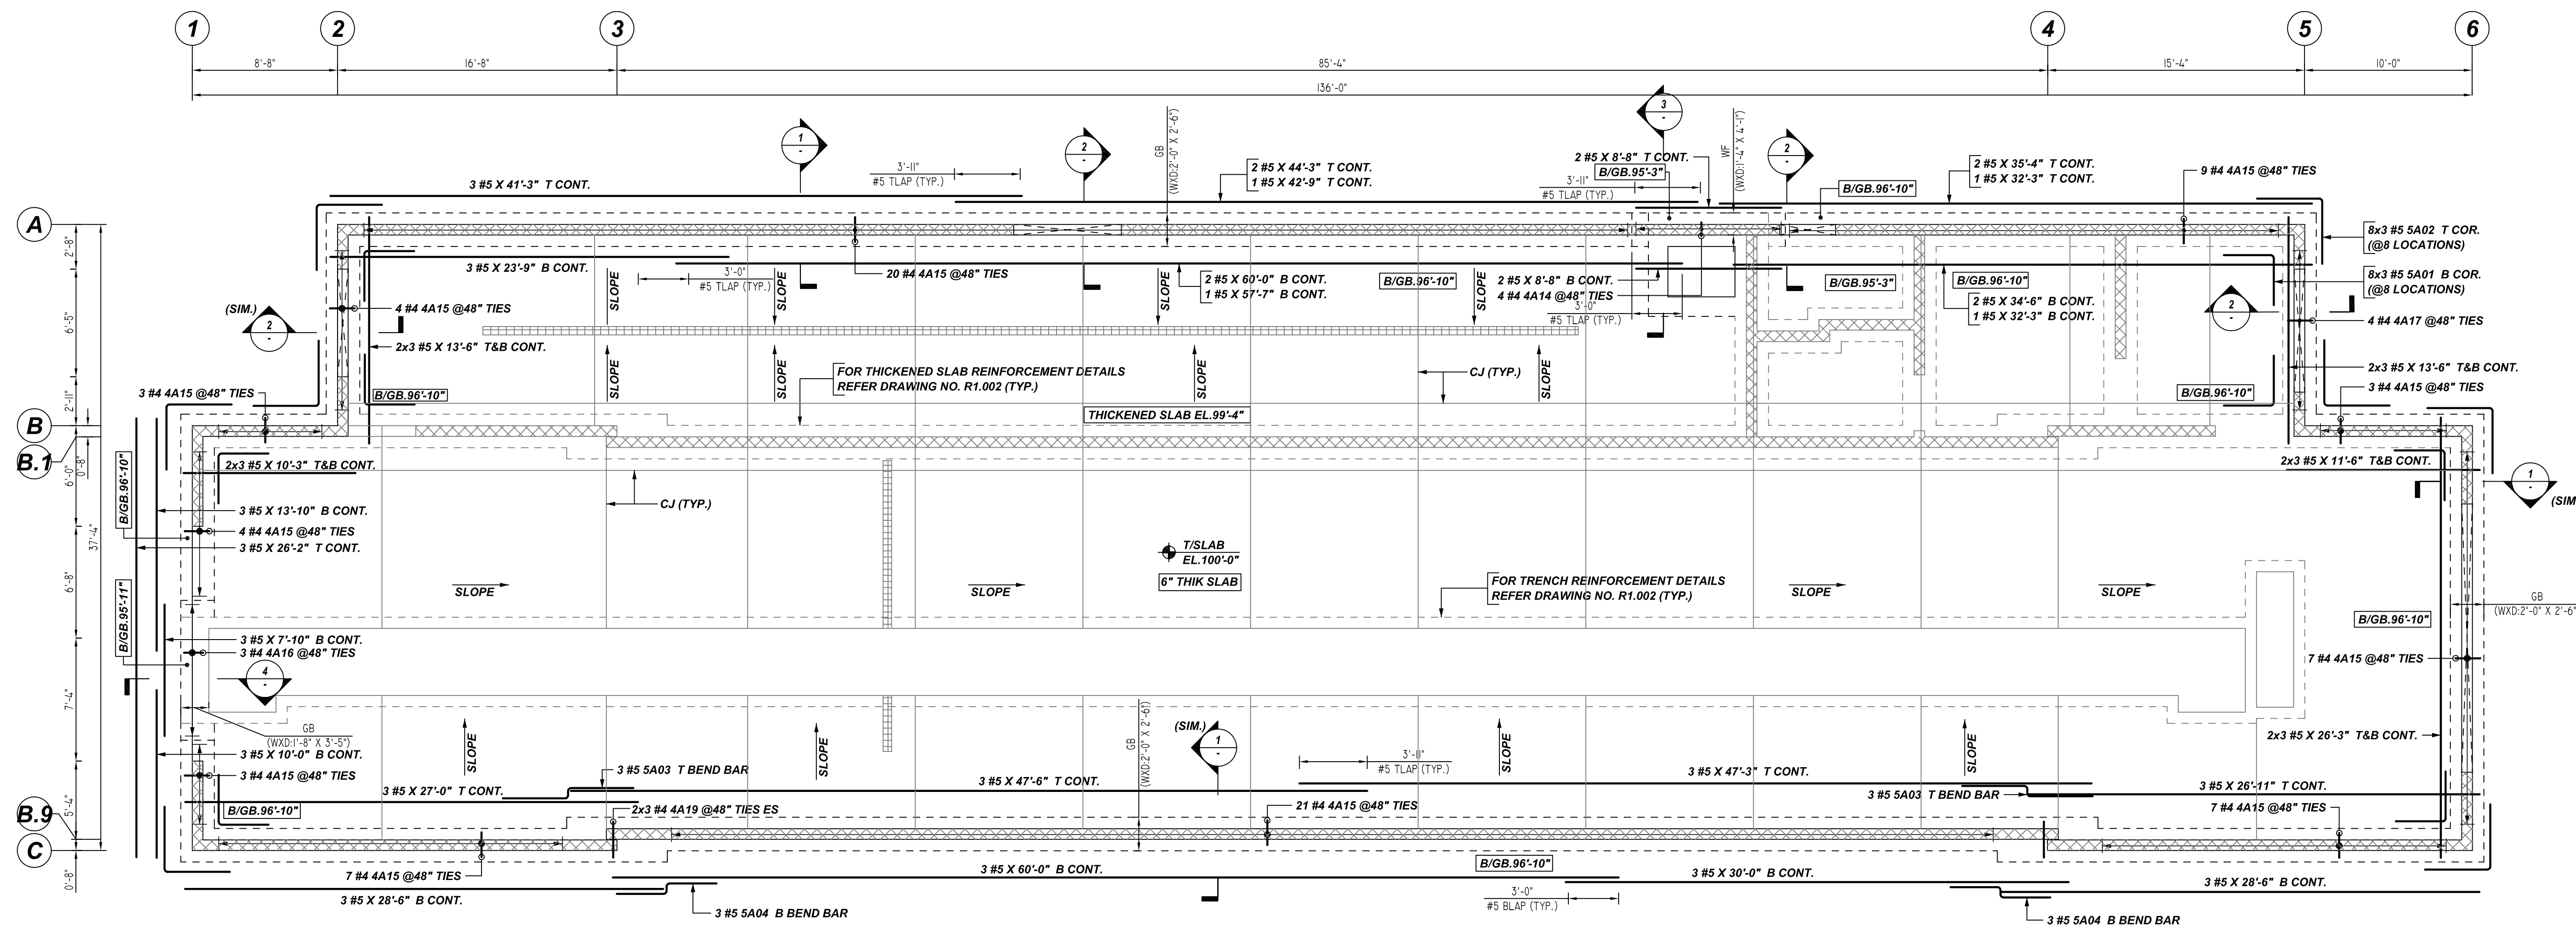 1
2
3
4
5
6
8'-8"
16'-8"
85'-4"
15'-4"
10'-0"
136'-0"
1
-
2
-
3
-
2
-
GB
(WXD:2'-0" X 2'-6")
WF
(WXD:1'-4" X 4'-1")
3'-11"
#5 TLAP (TYP.)
2 #5 X 44'-3" T CONT.
1 #5 X 42'-9" T CONT.
2 #5 X 8'-8" T CONT.
B/GB.95'-3"
3'-11"
#5 TLAP (TYP.)
B/GB.96'-10"
2 #5 X 35'-4" T CONT.
1 #5 X 32'-3" T CONT.
9 #4 4A15 @48" TIES
3 #5 X 41'-3" T CONT.
A
B
B.1
B.9
C
2'-8"
6'-5"
2'-11"
0'-8"
6'-0"
6'-8"
7'-4"
5'-4"
0'-8"
37'-4"
8x3 #5 5A02 T COR.
(@8 LOCATIONS)
8x3 #5 5A01 B COR.
(@8 LOCATIONS)
3 #5 X 23'-9" B CONT.
3'-0"
#5 TLAP (TYP.)
20 #4 4A15 @48" TIES
2 #5 X 60'-0" B CONT.
1 #5 X 57'-7" B CONT.
B/GB.96'-10"
2 #5 X 8'-8" B CONT.
4 #4 4A14 @48" TIES
3'-0"
#5 TLAP (TYP.)
B/GB.95'-3"
B/GB.96'-10"
2 #5 X 34'-6" B CONT.
1 #5 X 32'-3" B CONT.
SLOPE
SLOPE
SLOPE
SLOPE
(SIM.)
2
-
4 #4 4A15 @48" TIES
2x3 #5 X 13'-6" T&B CONT.
2
-
4 #4 4A17 @48" TIES
2x3 #5 X 13'-6" T&B CONT.
3 #4 4A15 @48" TIES
3 #4 4A15 @48" TIES
B/GB.96'-10"
SLOPE
SLOPE
SLOPE
SLOPE
FOR THICKENED SLAB REINFORCEMENT DETAILS
REFER DRAWING NO. R1.002 (TYP.)
CJ (TYP.)
B/GB.96'-10"
THICKENED SLAB EL.99'-4"
2x3 #5 X 10'-3" T&B CONT.
2x3 #5 X 11'-6" T&B CONT.
1
-
(SIM
B/GB.96'-10"
CJ (TYP.)
3 #5 X 13'-10" B CONT.
4 #4 4A15 @48" TIES
3 #5 X 26'-2" T CONT.
T/SLAB
EL.100'-0"
6" THIK SLAB
FOR TRENCH REINFORCEMENT DETAILS
REFER DRAWING NO. R1.002 (TYP.)
SLOPE
SLOPE
SLOPE
SLOPE
B/GB.95'-11"
GB
(WXD:2'-0" X 2'-6"
B/GB.96'-10"
3 #5 X 7'-10" B CONT.
3 #4 4A16 @48" TIES
7 #4 4A15 @48" TIES
4
-
GB
(WXD:1'-8" X 3'-5")
3 #5 X 10'-0" B CONT.
3 #4 4A15 @48" TIES
SLOPE
SLOPE
SLOPE
SLOPE
GB
(WXD:2'-0" X 2'-6")
(SIM.)
1
-
3'-11"
#5 TLAP (TYP.)
2x3 #5 X 26'-3" T&B CONT.
3 #5 5A03 T BEND BAR
3 #5 X 27'-0" T CONT.
3 #5 X 47'-6" T CONT.
3 #5 X 47'-3" T CONT.
3 #5 X 26'-11" T CONT.
3 #5 5A03 T BEND BAR
B/GB.96'-10"
2x3 #4 4A19 @48" TIES ES
21 #4 4A15 @48" TIES
7 #4 4A15 @48" TIES
7 #4 4A15 @48" TIES
3 #5 X 60'-0" B CONT.
B/GB.96'-10"
3 #5 X 30'-0" B CONT.
3 #5 X 28'-6" B CONT.
3 #5 X 28'-6" B CONT.
3'-0"
#5 BLAP (TYP.)
3 #5 5A04 B BEND BAR
3 #5 5A04 B BEND BAR